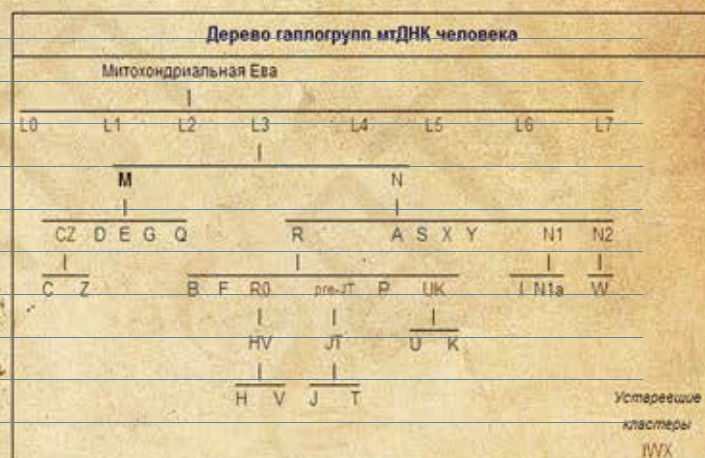 Дерево гаплогрупп мтДНК человека
Митохондриальная Ева
L0 L1 L2 L3 L4 L5 L6 L7
M N
CZ D E G Q R A S X Y N1 N2
C Z B F R0 pre-JT P UK I N1a W
HV JT U K
H V J T
Устаревшие
кластеры
IWX